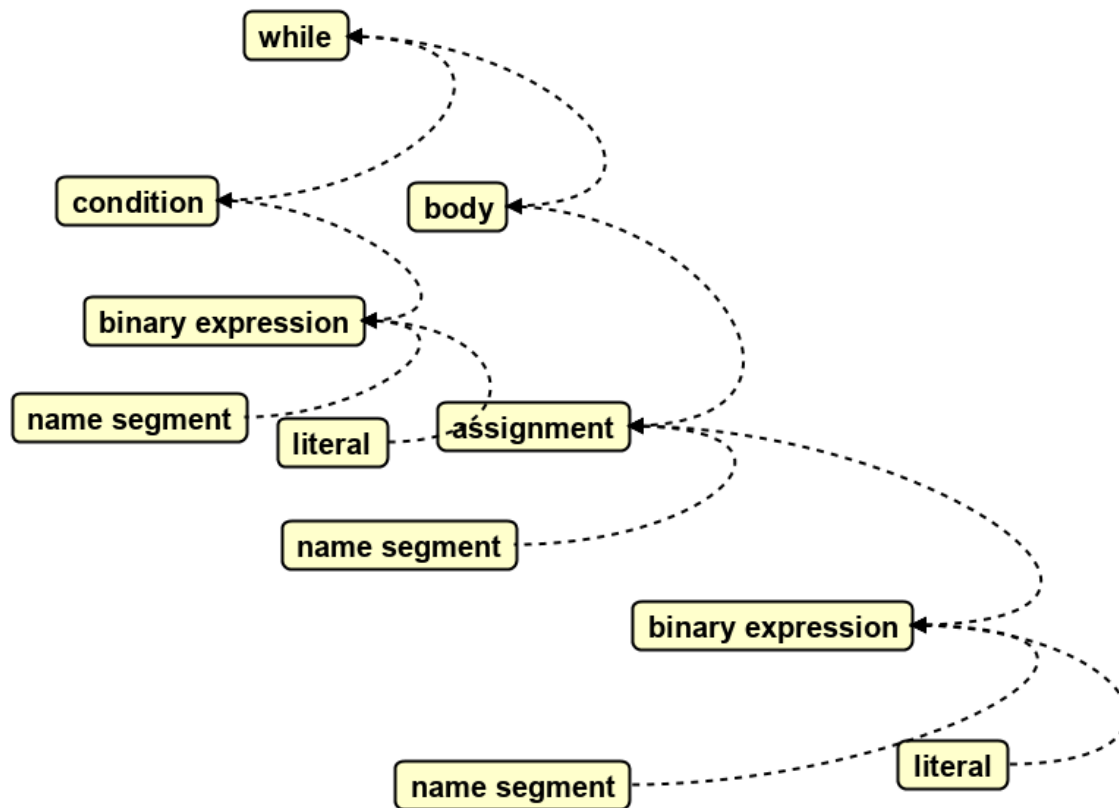 while
condition
body
binary expression
name segment
literal
assignment
name segment
binary expression
name segment
literal